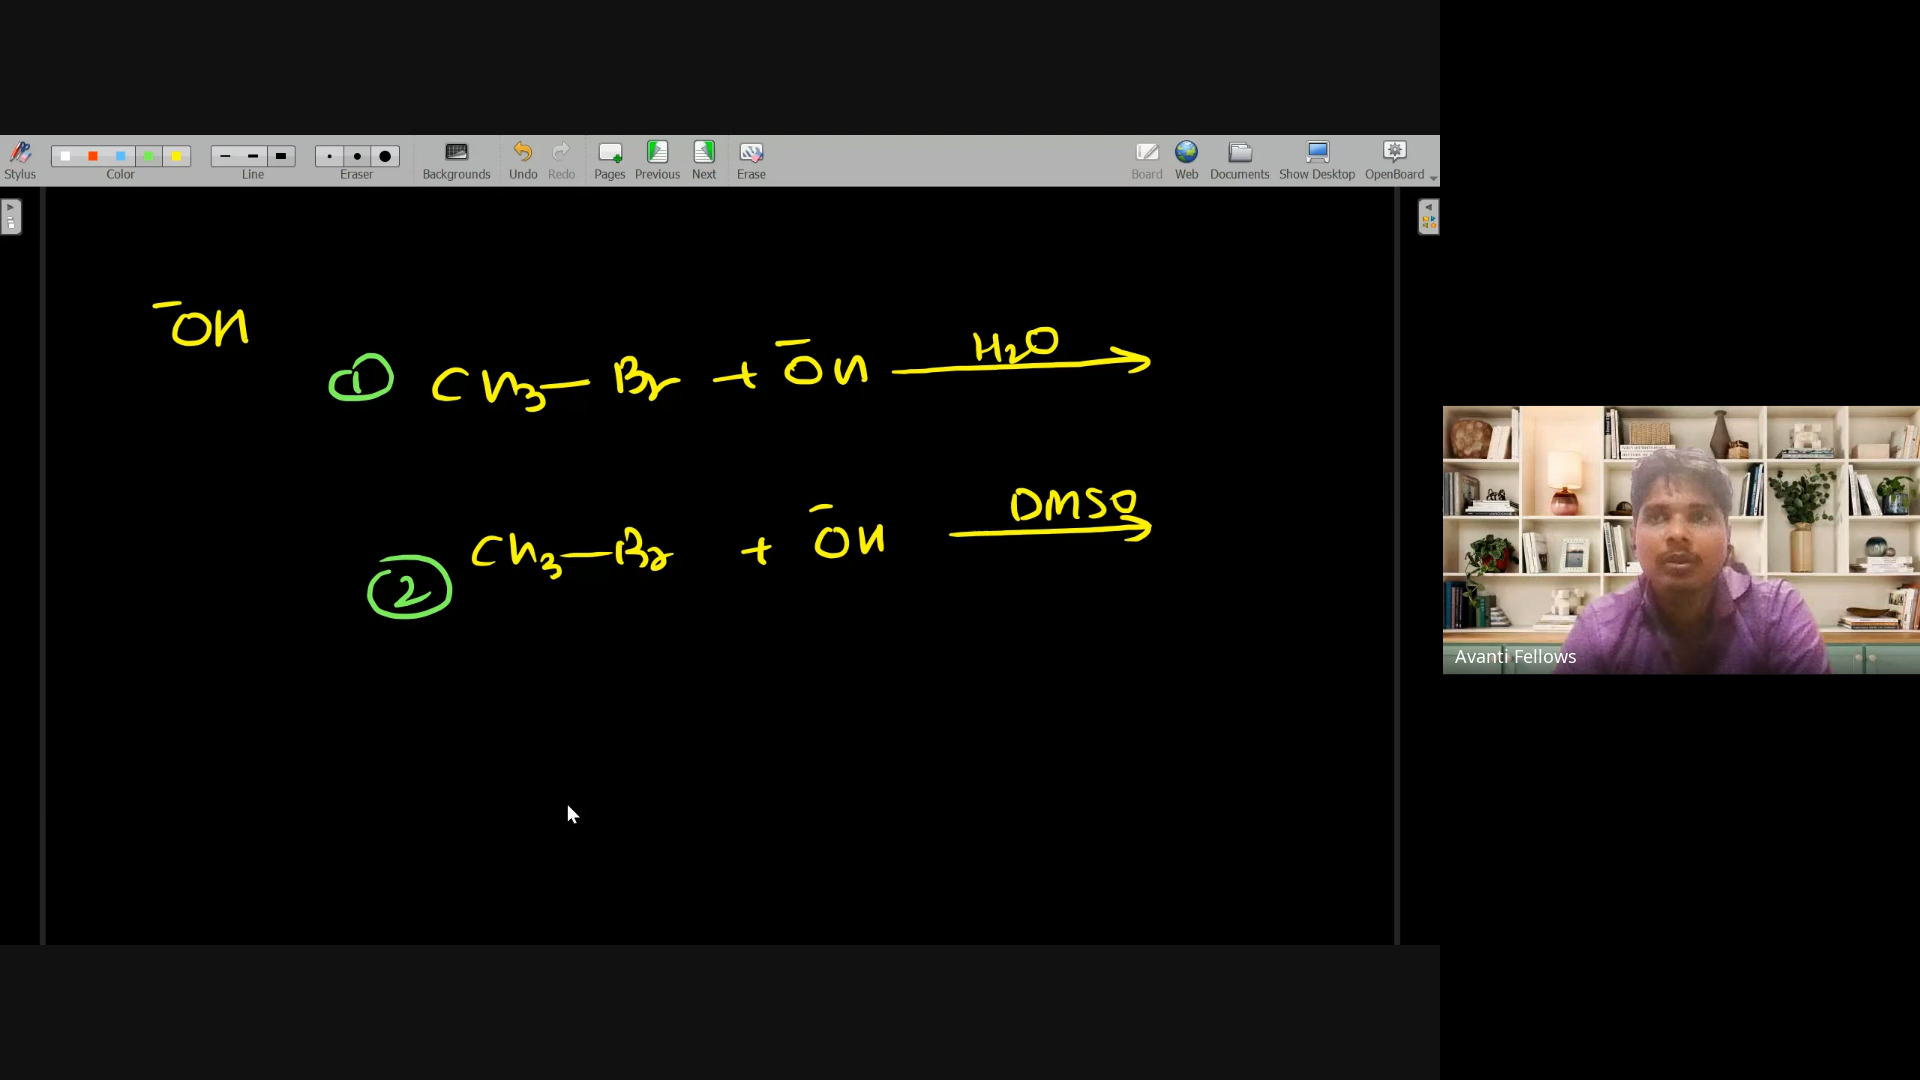 Stylus Color Line Eraser Backgrounds Undo Redo Pages Previous Next Erase Board Web Documents Show Desktop OpenBoard
⁻OH
① CH₃—Br + ⁻OH H₂O→
② CH₃—Br + ⁻OH DMSO→
Avanti Fellows